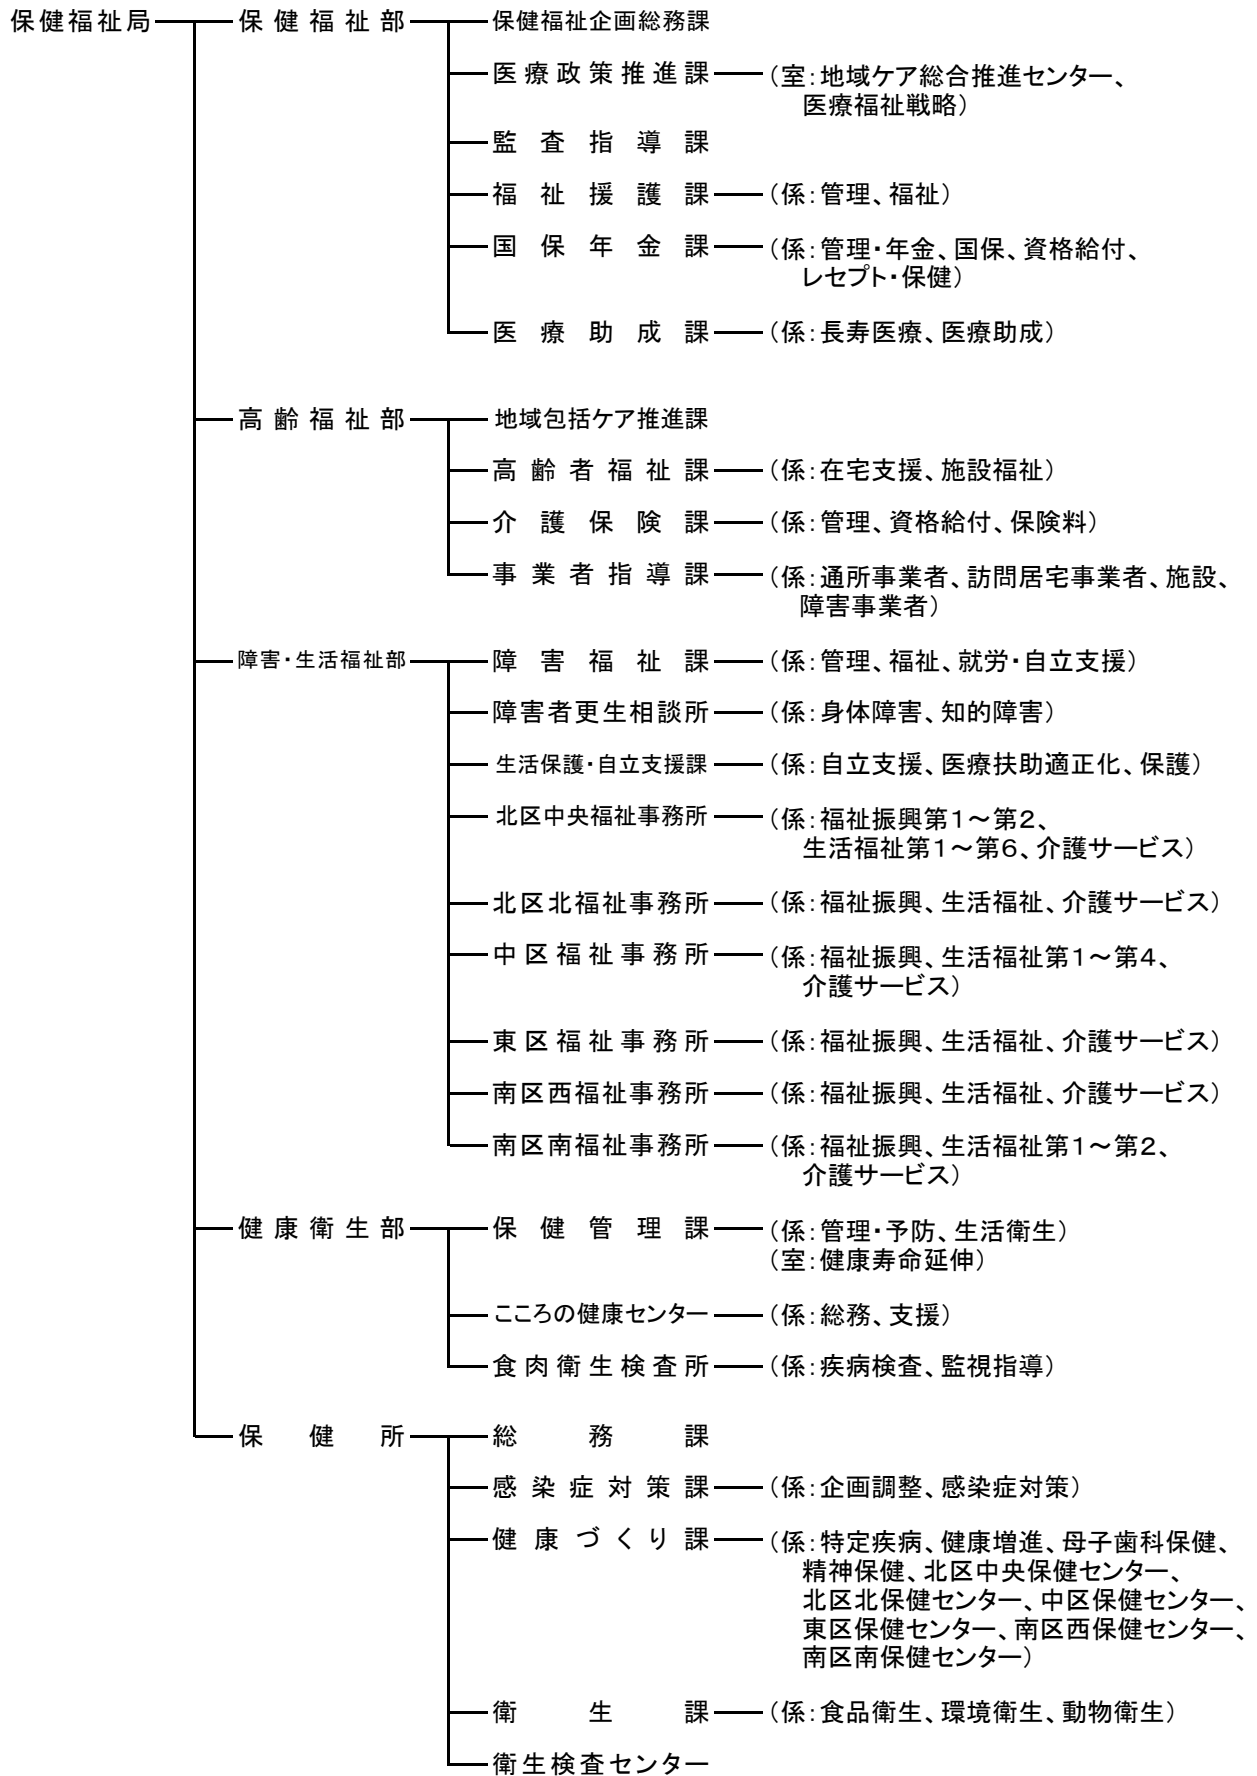 保健福祉局 保健福祉部 保健福祉企画総務課
医療政策推進課 （室：地域ケア総合推進センター、
医療福祉戦略）
監査指導課
福祉援護課 （係：管理、福祉）
国保年金課 （係：管理・年金、国保、資格給付、
レセプト・保健）
医療助成課 （係：長寿医療、医療助成）
高齢福祉部 地域包括ケア推進課
高齢者福祉課 （係：在宅支援、施設福祉）
介護保険課 （係：管理、資格給付、保険料）
事業者指導課 （係：通所事業者、訪問居宅事業者、施設、
障害事業者）
障害・生活福祉部 障害福祉課 （係：管理、福祉、就労・自立支援）
障害者更生相談所 （係：身体障害、知的障害）
生活保護・自立支援課 （係：自立支援、医療扶助適正化、保護）
北区中央福祉事務所 （係：福祉振興第１～第２、
生活福祉第１～第６、介護サービス）
北区北福祉事務所 （係：福祉振興、生活福祉、介護サービス）
中区福祉事務所 （係：福祉振興、生活福祉第１～第４、
介護サービス）
東区福祉事務所 （係：福祉振興、生活福祉、介護サービス）
南区西福祉事務所 （係：福祉振興、生活福祉、介護サービス）
南区南福祉事務所 （係：福祉振興、生活福祉第１～第２、
介護サービス）
健康衛生部 保健管理課 （係：管理・予防、生活衛生）
（室：健康寿命延伸）
こころの健康センター （係：総務、支援）
食肉衛生検査所 （係：疾病検査、監視指導）
保健所 総務課
感染症対策課 （係：企画調整、感染症対策）
健康づくり課 （係：特定疾病、健康増進、母子歯科保健、
精神保健、北区中央保健センター、
北区北保健センター、中区保健センター、
東区保健センター、南区西保健センター、
南区南保健センター）
衛生課 （係：食品衛生、環境衛生、動物衛生）
衛生検査センター